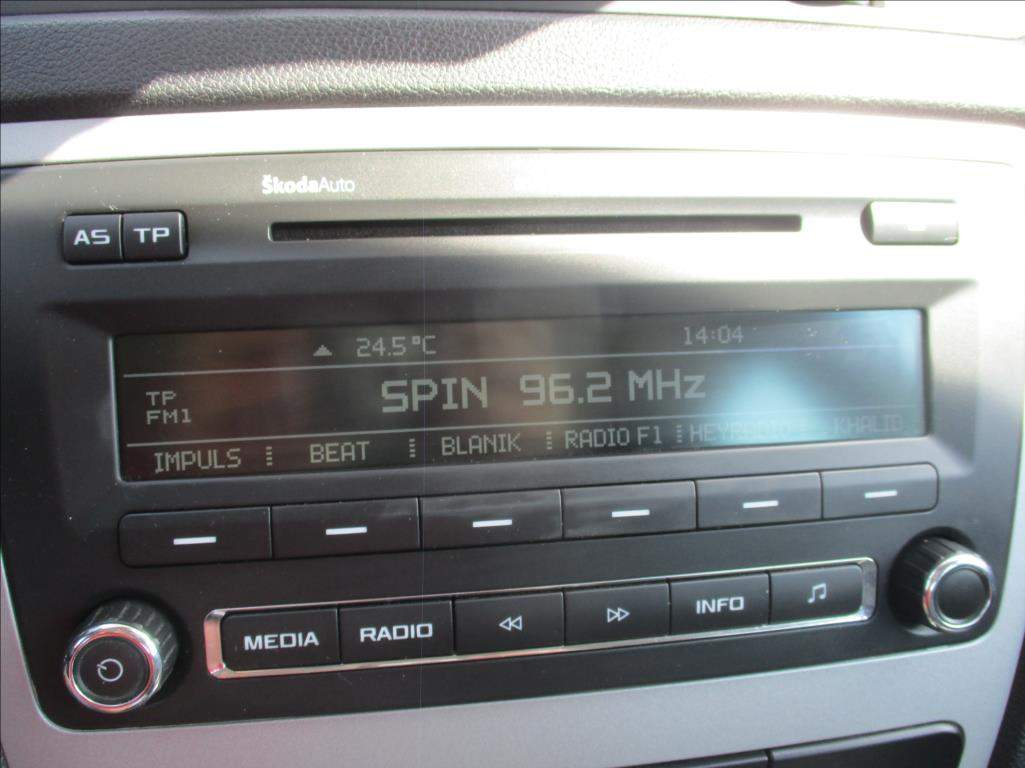 ŠkodaAuto
AS TP
24.5°C 14:04
TP
FM1
SPIN 96.2 MHz
IMPULS BEAT BLANIK RADIO F1 KHALID
MEDIA RADIO INFO